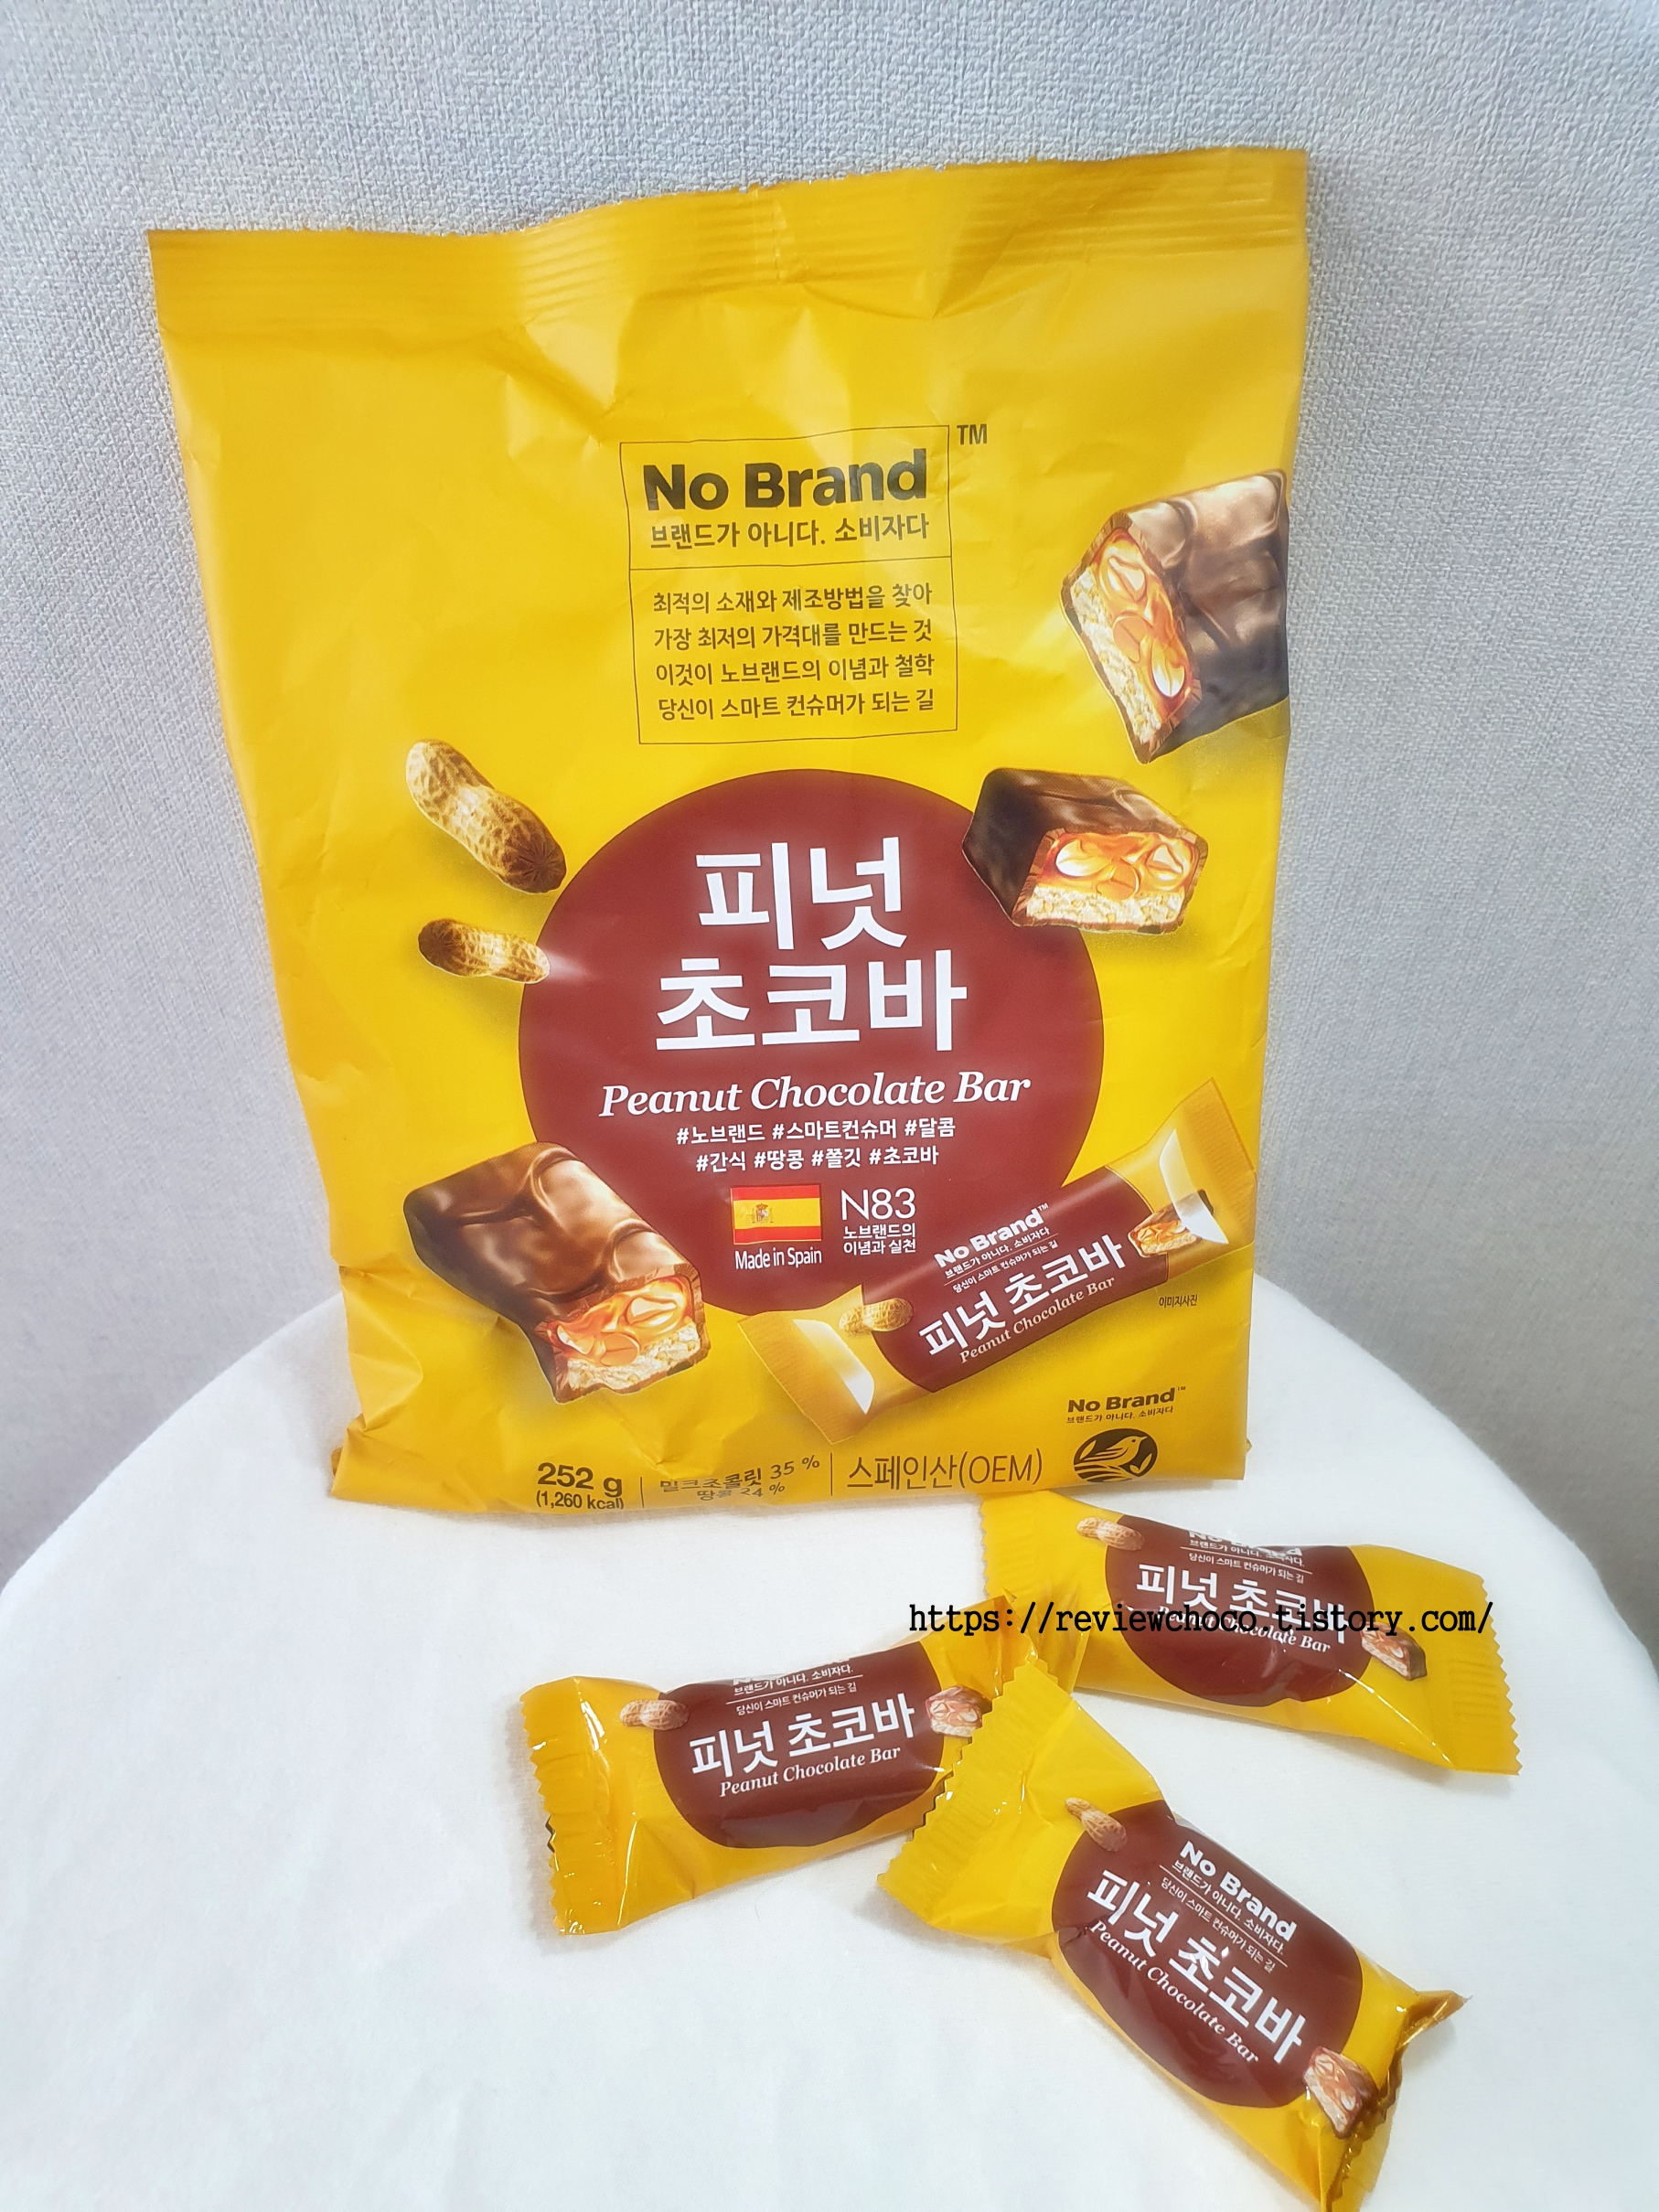 No Brand TM
브랜드가 아니다. 소비자다
최적의 소재와 제조방법을 찾아
가장 최저의 가격대를 만드는 것
이것이 노브랜드의 이념과 철학
당신이 스마트 컨슈머가 되는 길
피넛
초코바
Peanut Chocolate Bar
#노브랜드 #스마트컨슈머 #달콤
#간식 #땅콩 #쫄깃 #초코바
Made in Spain
N83
노브랜드의
이념과 실천
No Brand™
브랜드가 아니다. 소비자다
당신이 스마트 컨슈머가 되는 길
피넛 초코바
Peanut Chocolate Bar
이미지사진
No Brand™
브랜드가 아니다. 소비자다
252 g
(1,260 kcal)
밀크초콜릿 35 %
땅콩 24 %
스페인산(OEM)
브랜드가 아니다. 소비자다.
당신이 스마트 컨슈머가 되는 길
피넛 초코바
Peanut Chocolate Bar
https://reviewchoco.tistory.com/
브랜드가 아니다. 소비자다.
당신이 스마트 컨슈머가 되는 길
피넛 초코바
Peanut Chocolate Bar
No Brand
브랜드가 아니다. 소비자다.
당신이 스마트 컨슈머가 되는 길
피넛 초코바
Peanut Chocolate Bar